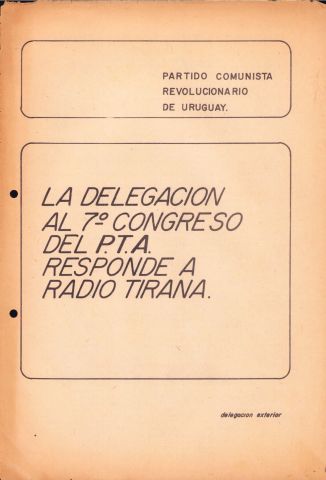 PARTIDO COMUNISTA
REVOLUCIONARIO
DE URUGUAY.
LA DELEGACION
AL 7º CONGRESO
DEL P.T.A.
RESPONDE A
RADIO TIRANA.
delegacion exterior